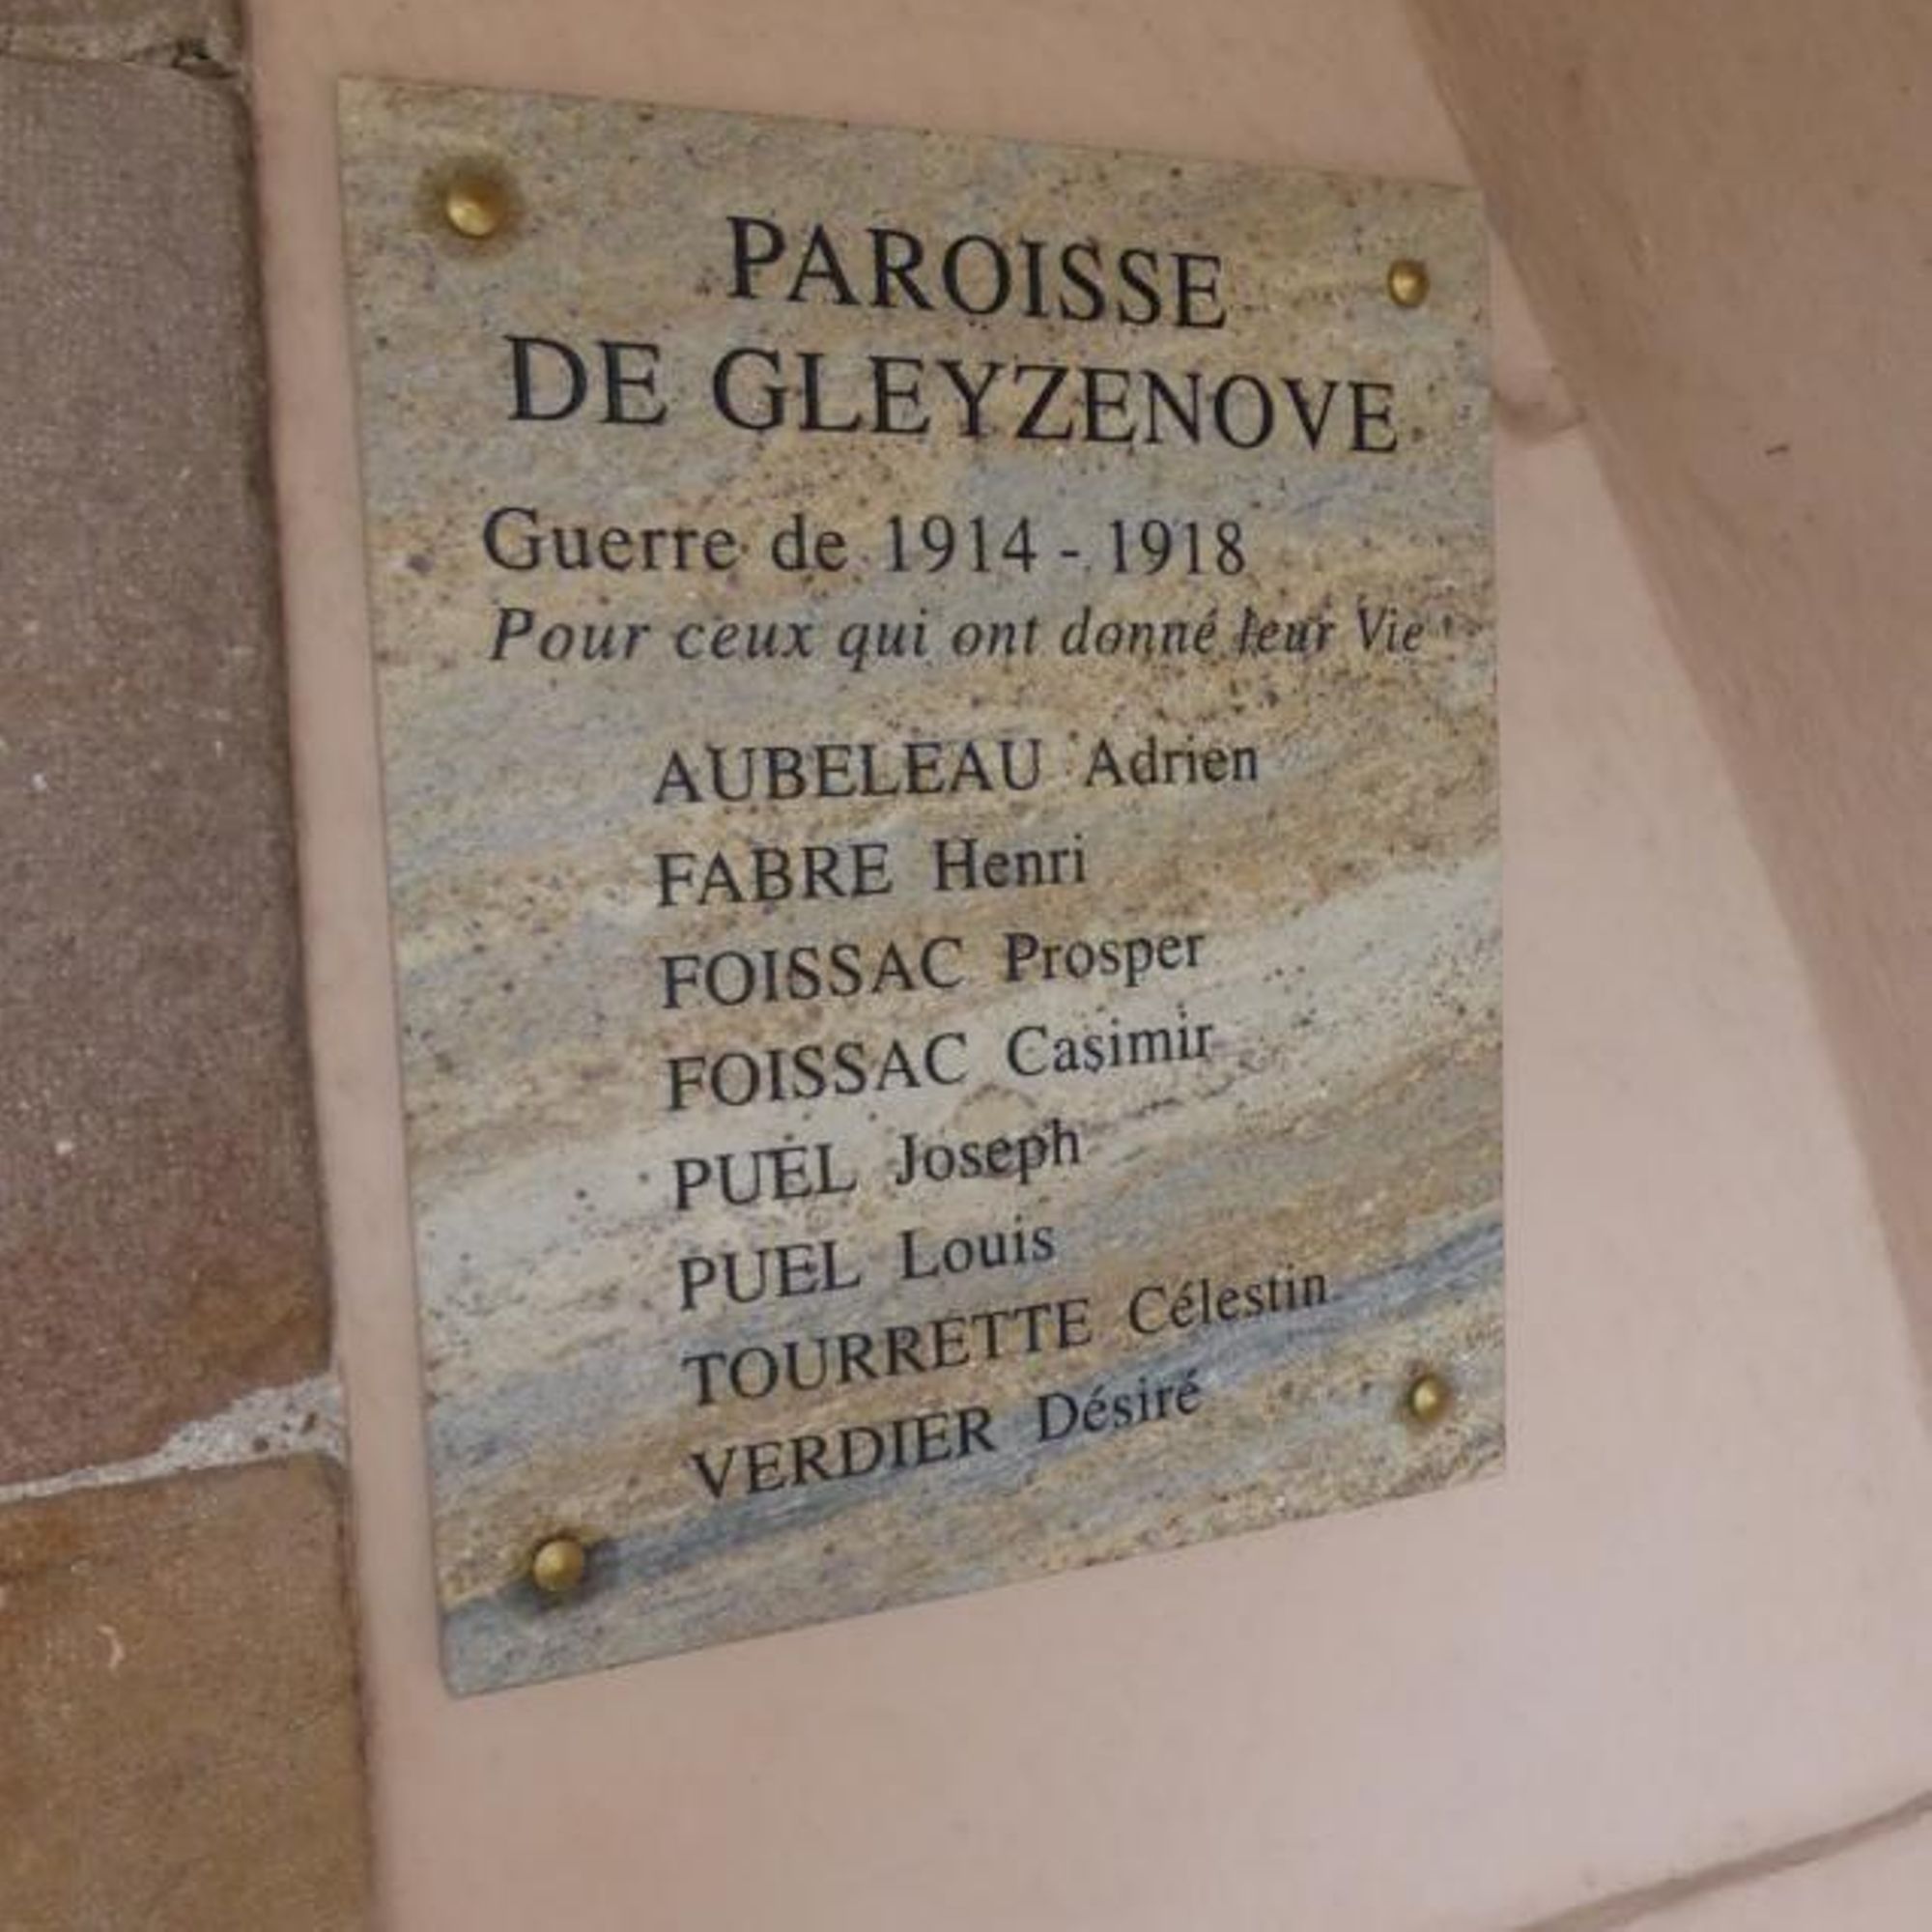 PAROISSE
DE GLEYZENOVE
Guerre de 1914 - 1918
Pour ceux qui ont donné leur Vie
AUBELEAU Adrien
FABRE Henri
FOISSAC Prosper
FOISSAC Casimir
PUEL Joseph
PUEL Louis
TOURRETTE Célestin
VERDIER Désiré